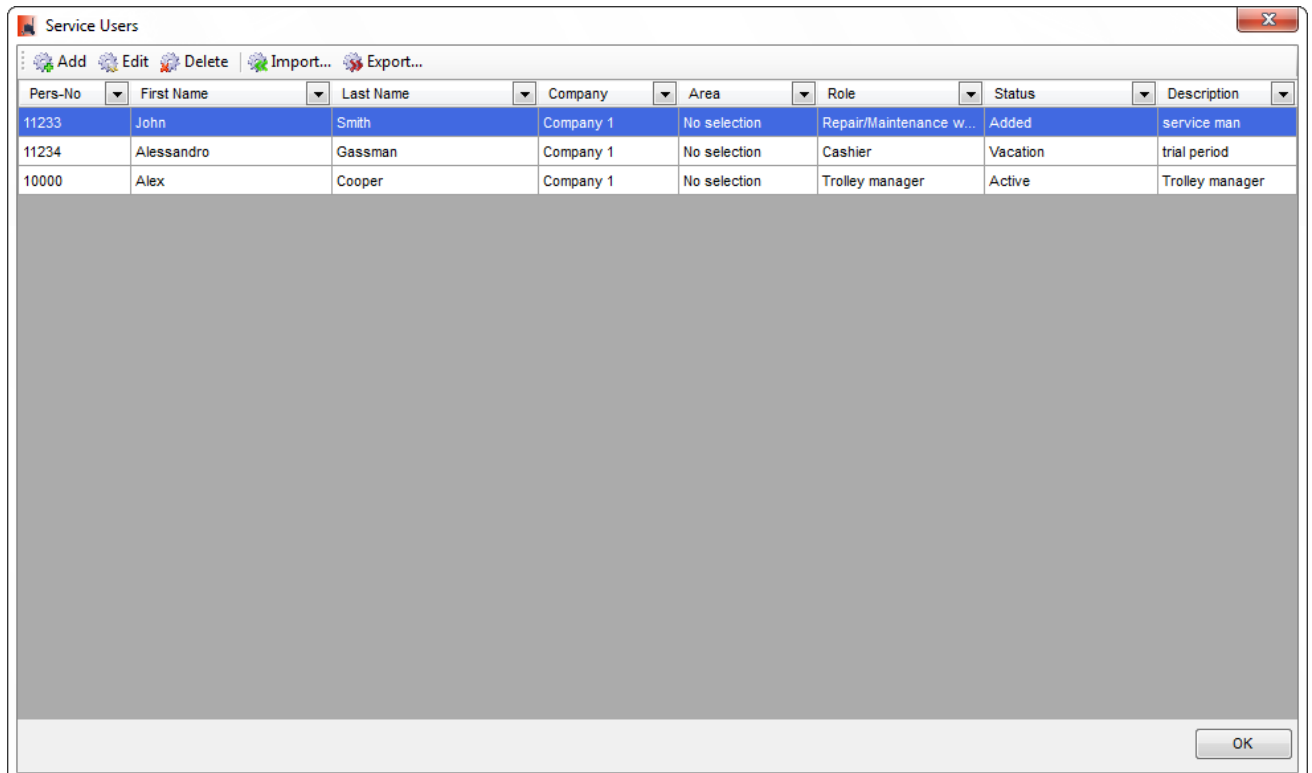 Service Users
Add Edit Delete Import... Export...
Pers-No First Name Last Name Company Area Role Status Description
11233 John Smith Company 1 No selection Repair/Maintenance w... Added service man
11234 Alessandro Gassman Company 1 No selection Cashier Vacation trial period
10000 Alex Cooper Company 1 No selection Trolley manager Active Trolley manager
OK